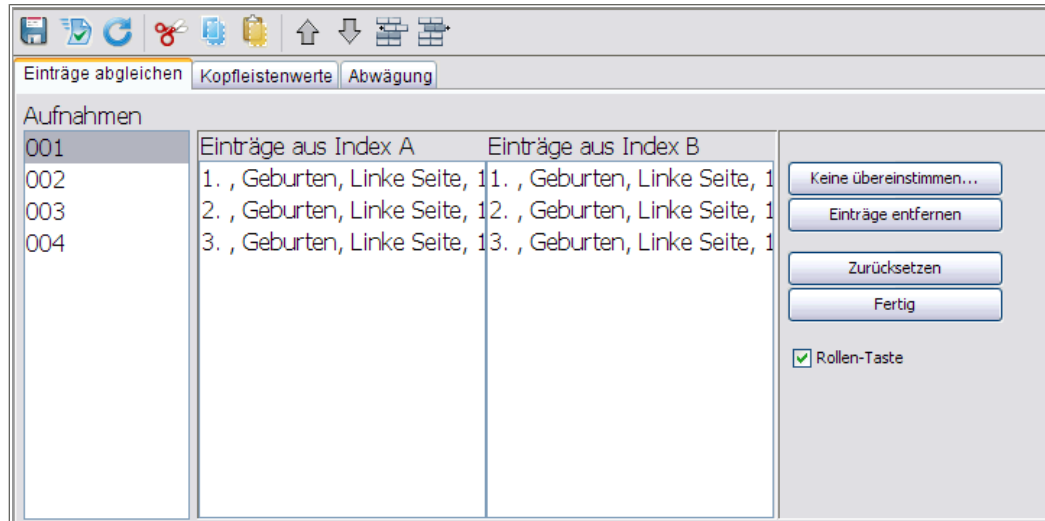 Einträge abgleichen Kopfleistenwerte Abwägung
Aufnahmen
001
002
003
004
Einträge aus Index A
1. , Geburten, Linke Seite, 1
2. , Geburten, Linke Seite, 1
3. , Geburten, Linke Seite, 1
Einträge aus Index B
1. , Geburten, Linke Seite, 1
2. , Geburten, Linke Seite, 1
3. , Geburten, Linke Seite, 1
Keine übereinstimmen...
Einträge entfernen
Zurücksetzen
Fertig
Rollen-Taste